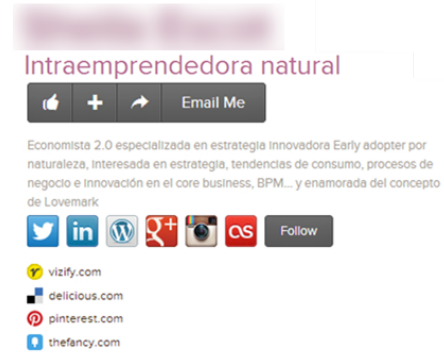 Intraemprendedora natural
Email Me
Economista 2.0 especializada en estrategia innovadora Early adopter por
naturaleza, interesada en estrategia, tendencias de consumo, procesos de
negocio e innovación en el core business, BPM... y enamorada del concepto
de Lovemark
Follow
vizify.com
delicious.com
pinterest.com
thefancy.com